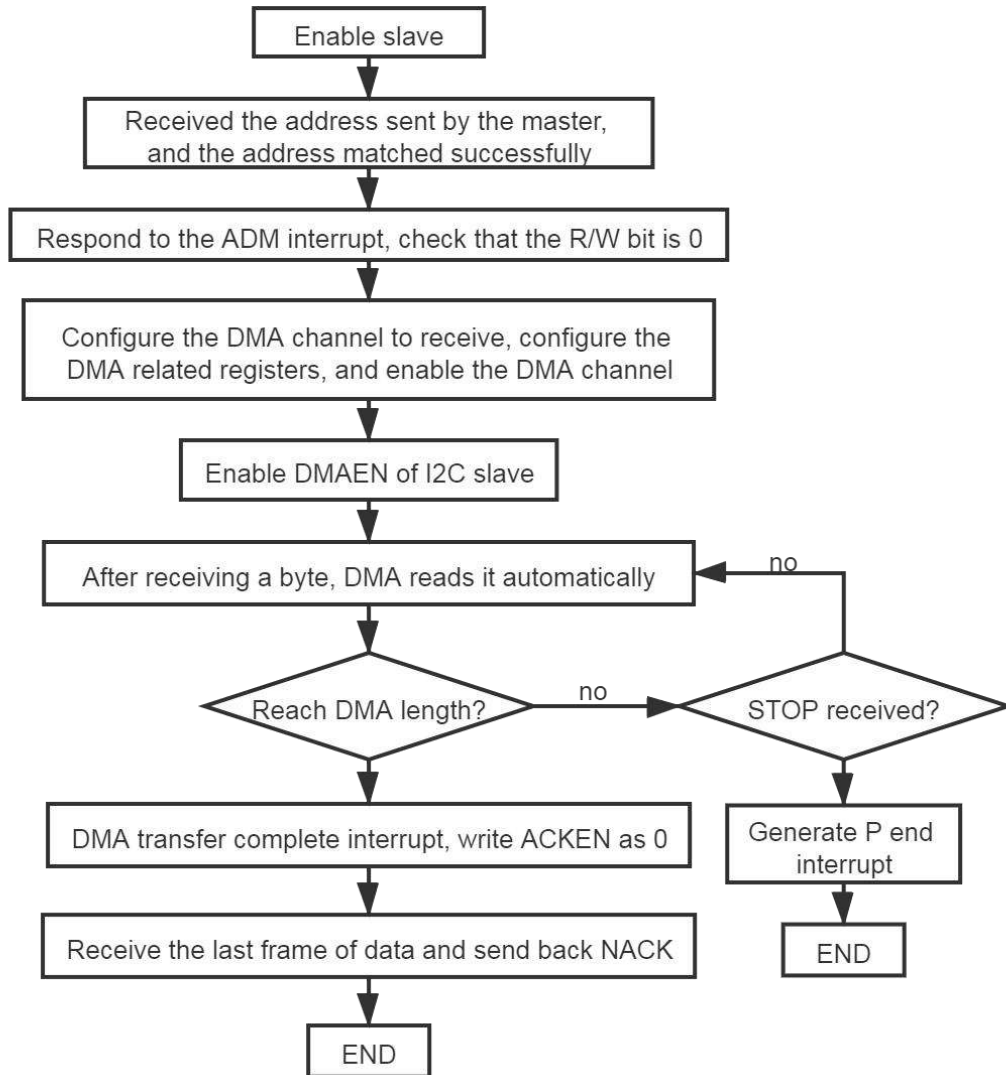 Enable slave
Received the address sent by the master,
and the address matched successfully
Respond to the ADM interrupt, check that the R/W bit is 0
Configure the DMA channel to receive, configure the
DMA related registers, and enable the DMA channel
Enable DMAEN of I2C slave
After receiving a byte, DMA reads it automatically
no
Reach DMA length?
no
STOP received?
DMA transfer complete interrupt, write ACKEN as 0
Generate P end
interrupt
Receive the last frame of data and send back NACK
END
END